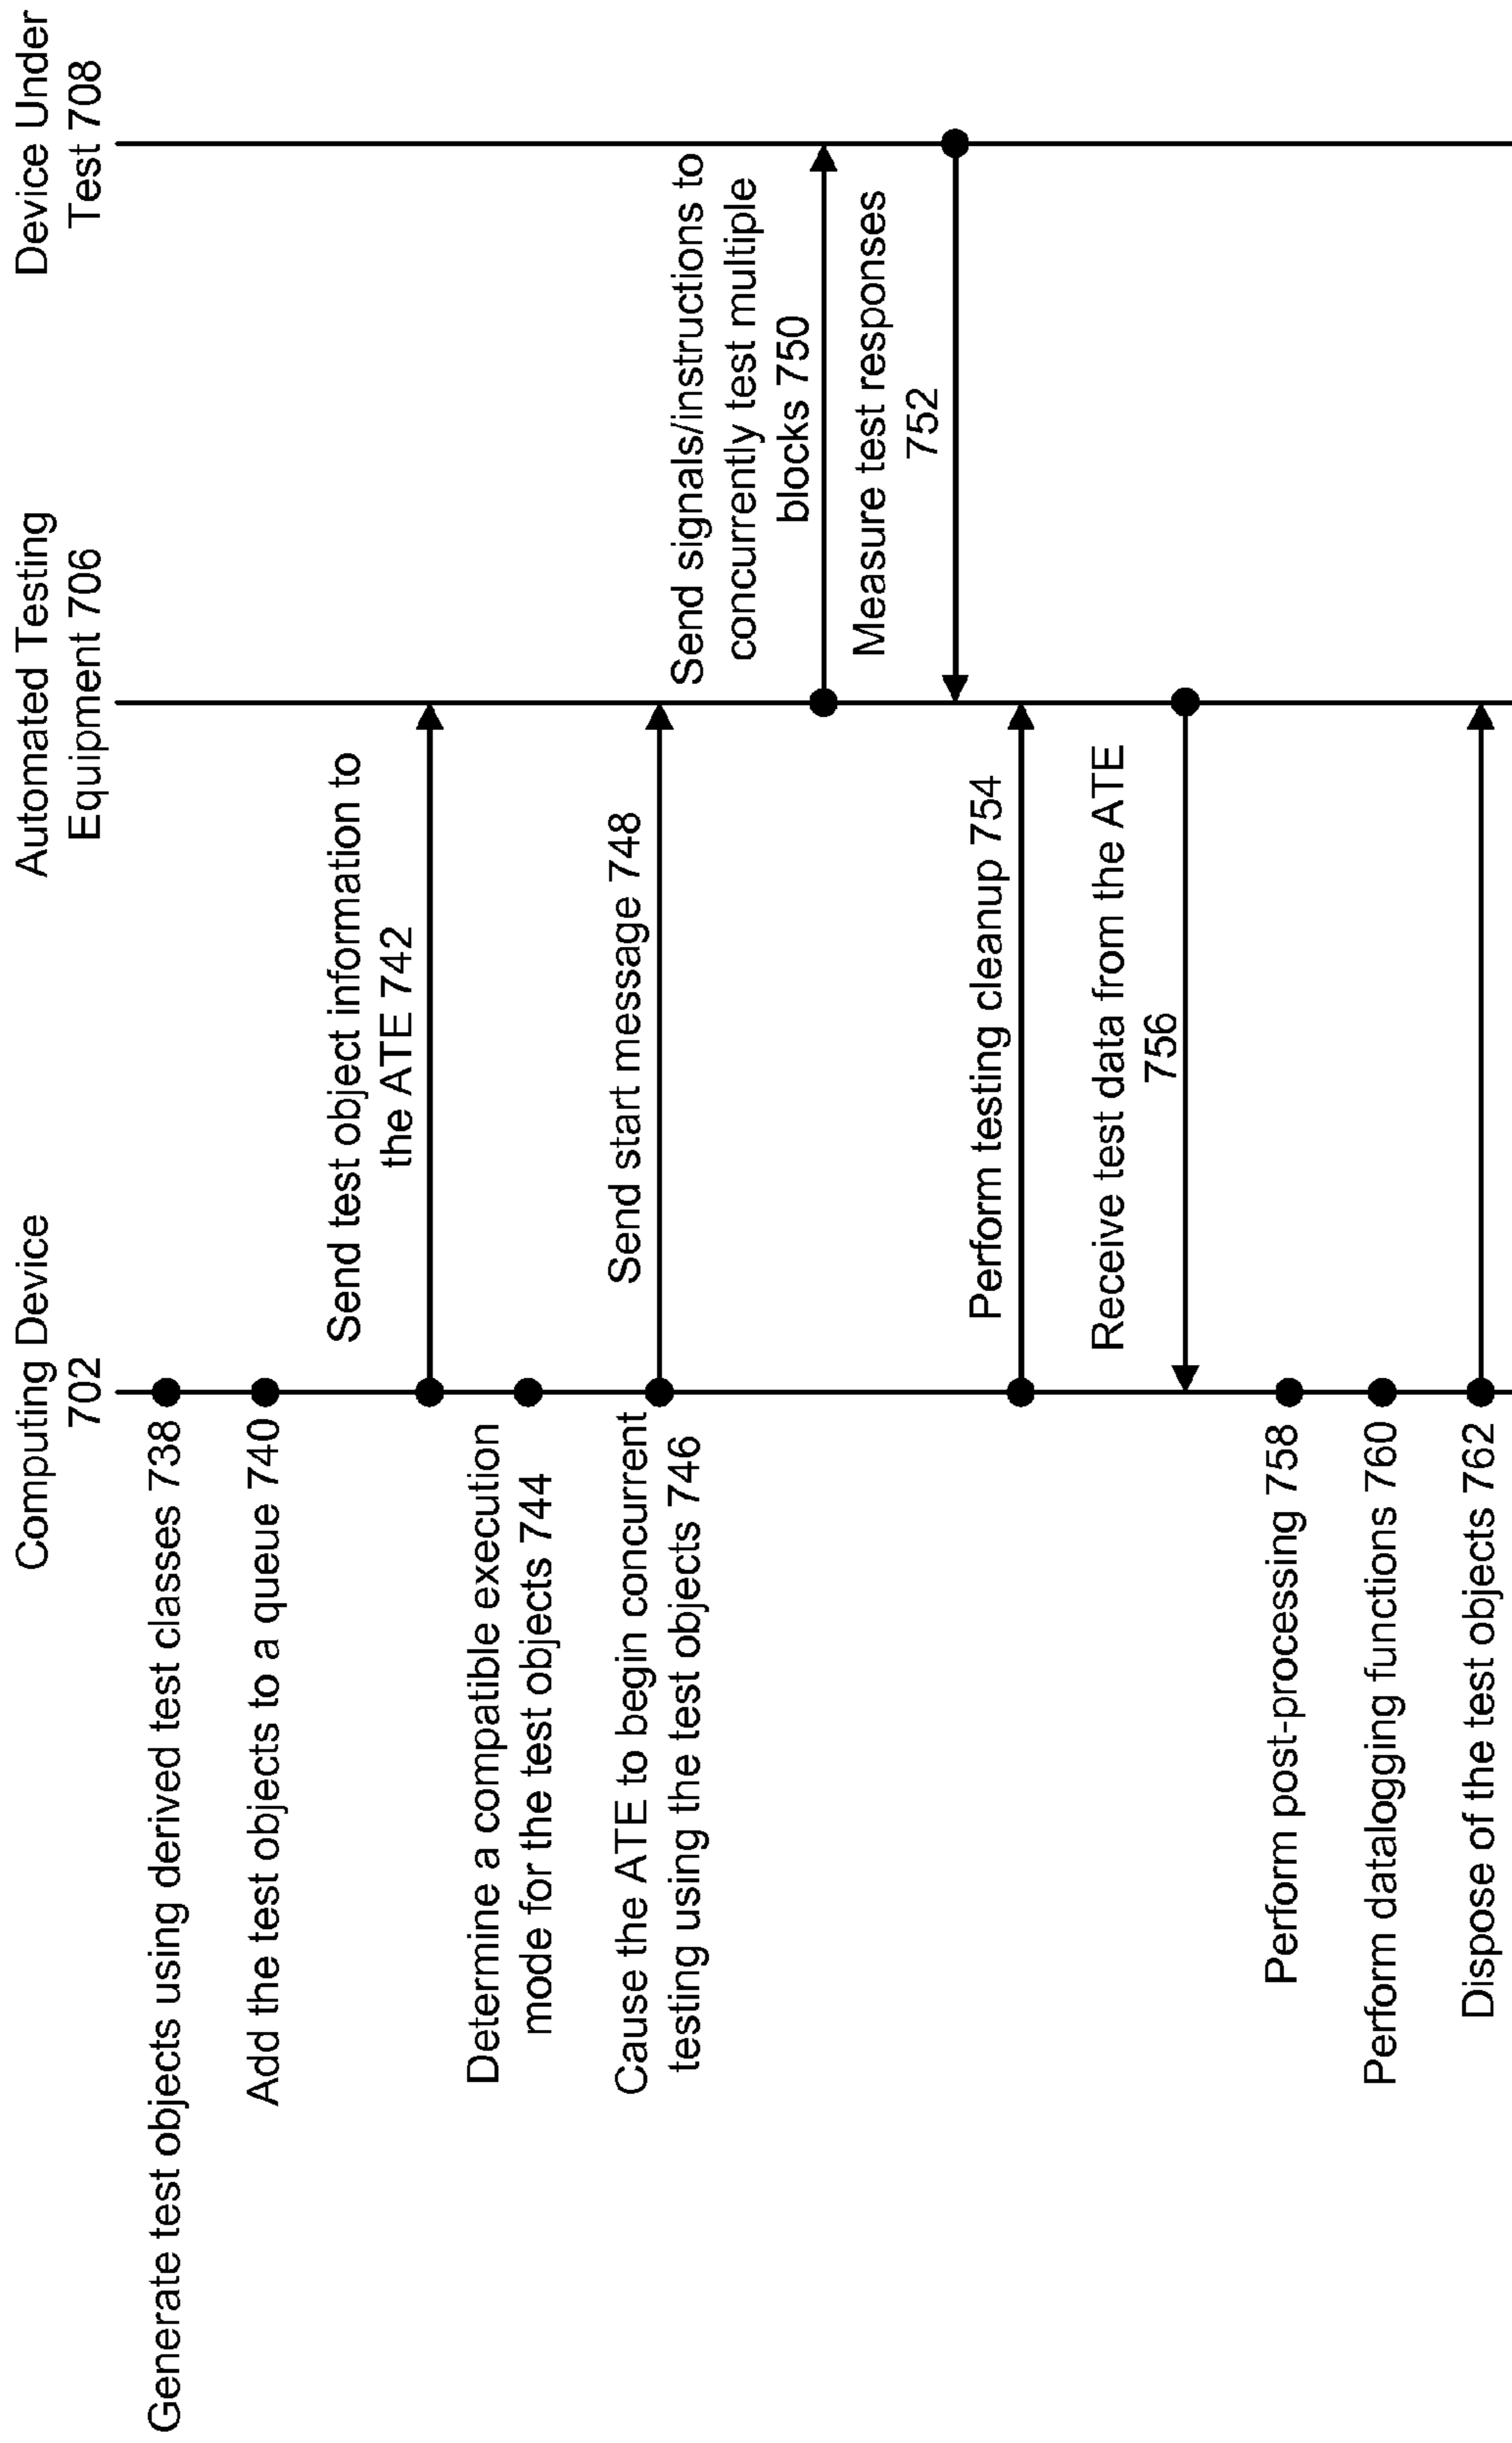 Computing Device
702
Automated Testing
Equipment 706
Device Under
Test 708
Generate test objects using derived test classes 738
Add the test objects to a queue 740
Send test object information to
the ATE 742
Determine a compatible execution
mode for the test objects 744
Cause the ATE to begin concurrent
testing using the test objects 746
Send start message 748
Send signals/instructions to
concurrently test multiple
blocks 750
Measure test responses
752
Perform testing cleanup 754
Receive test data from the ATE
756
Perform post-processing 758
Perform datalogging functions 760
Dispose of the test objects 762